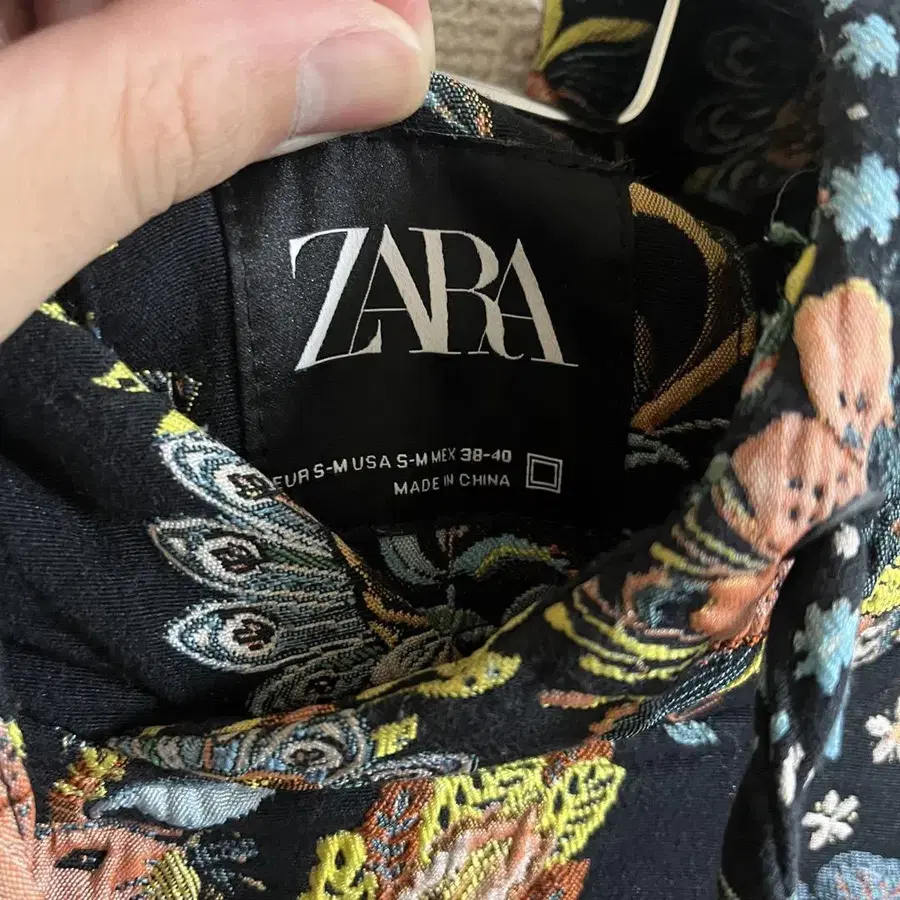 ZARA
EUR S-M USA S-M MEX 38-40
MADE IN CHINA